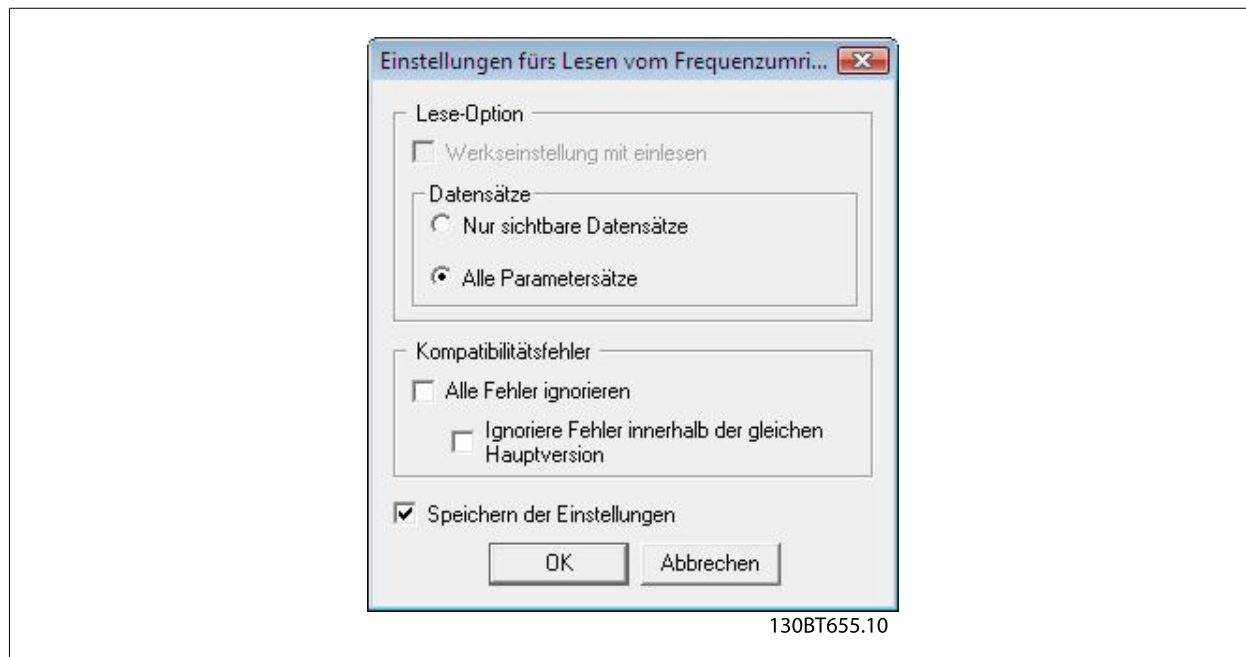 Einstellungen fürs Lesen vom Frequenzumri...
Lese-Option
Werkseinstellung mit einlesen
Datensätze
Nur sichtbare Datensätze
Alle Parametersätze
Kompatibilitätsfehler
Alle Fehler ignorieren
Ignoriere Fehler innerhalb der gleichen
Hauptversion
Speichern der Einstellungen
OK
Abbrechen
130BT655.10